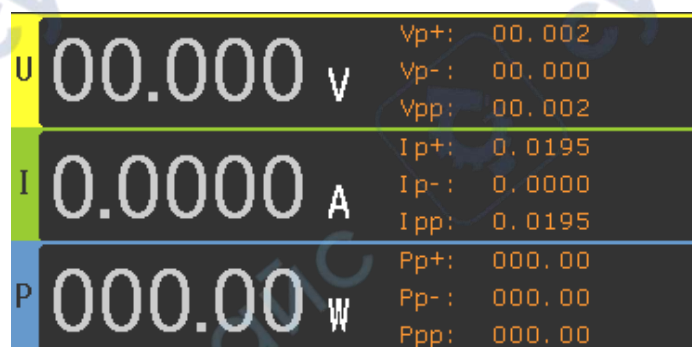 U 00.000 V
Vp+: 00.002
Vp-: 00.000
Vpp: 00.002
I 0.0000 A
Ip+: 0.0195
Ip-: 0.0000
Ipp: 0.0195
P 000.00 W
Pp+: 000.00
Pp-: 000.00
Ppp: 000.00